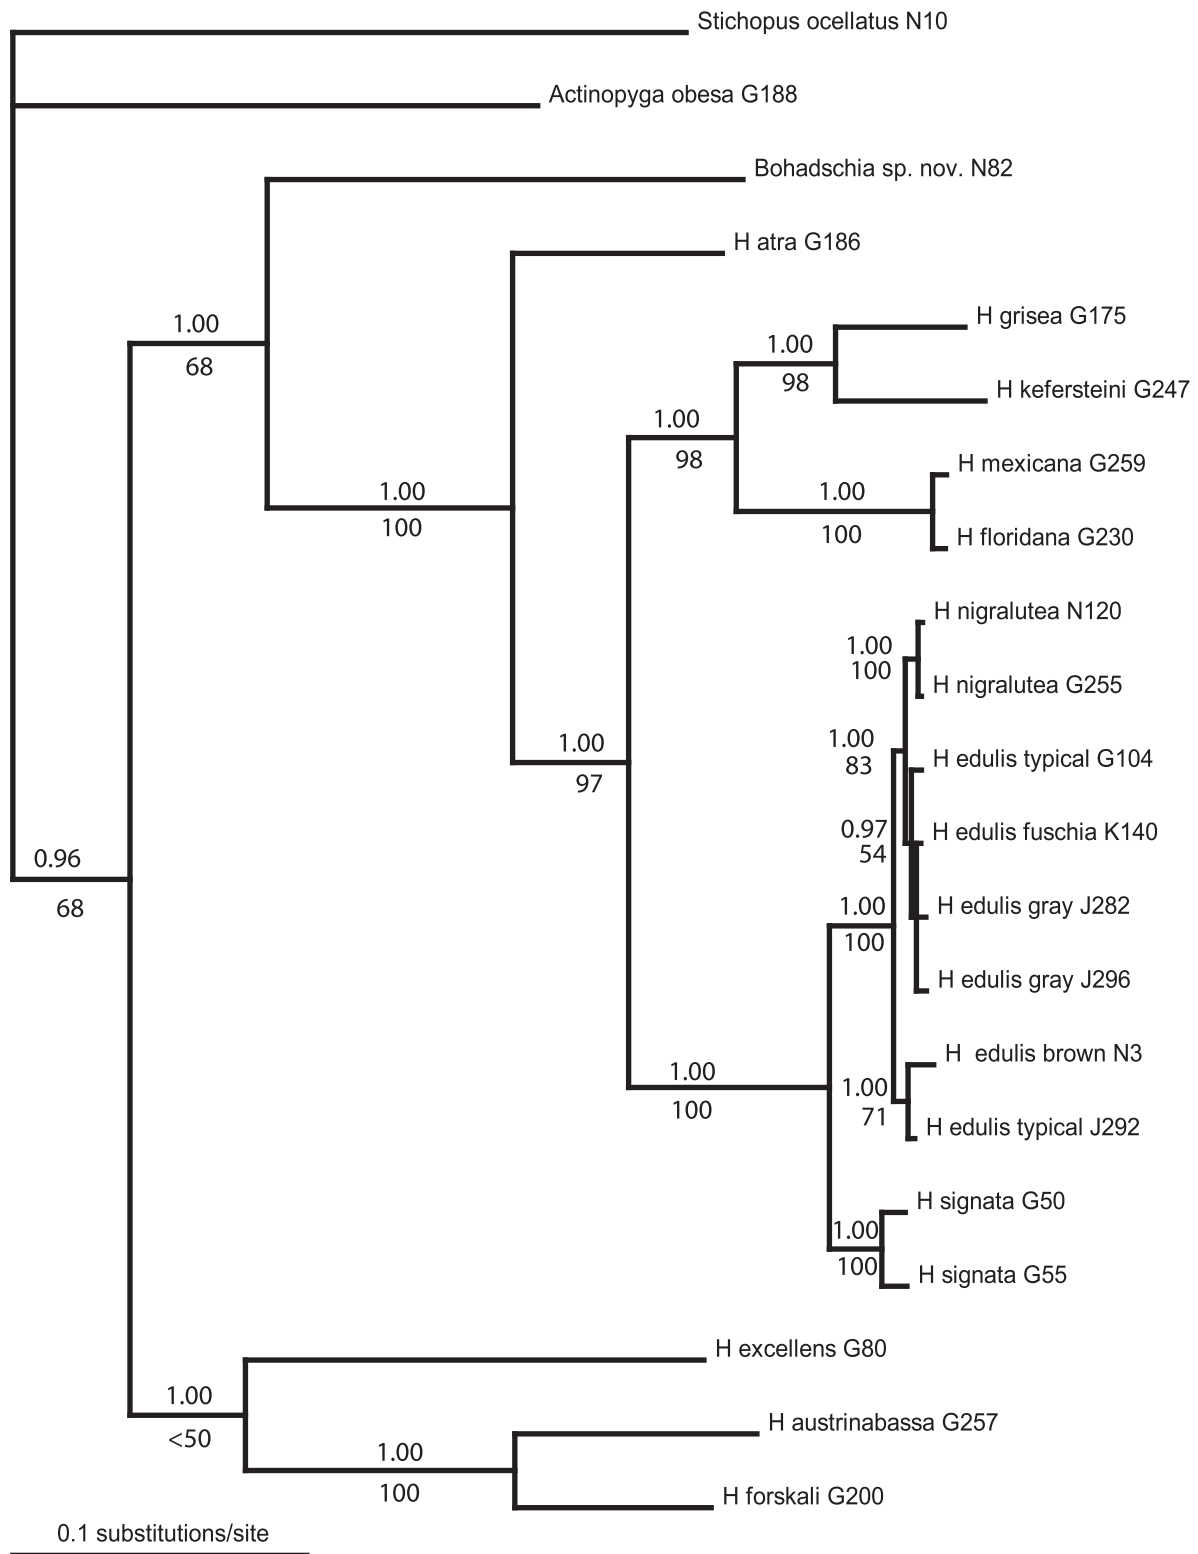 Stichopus ocellatus N10
Actinopyga obesa G188
Bohadschia sp. nov. N82
H atra G186
H grisea G175
1.00
1.00
68
98
H kefersteini G247
1.00
98
H mexicana G259
1.00
100
1.00
100
H floridana G230
H nigralutea N120
1.00
100
H nigralutea G255
1.00
83
H edulis typical G104
1.00
97
0.97
54
H edulis fuschia K140
0.96
68
1.00
100
H edulis gray J282
H edulis gray J296
H  edulis brown N3
1.00
100
1.00
71
H edulis typical J292
H signata G50
1.00
100
H signata G55
H excellens G80
1.00
<50
H austrinabassa G257
1.00
100
H forskali G200
0.1 substitutions/site